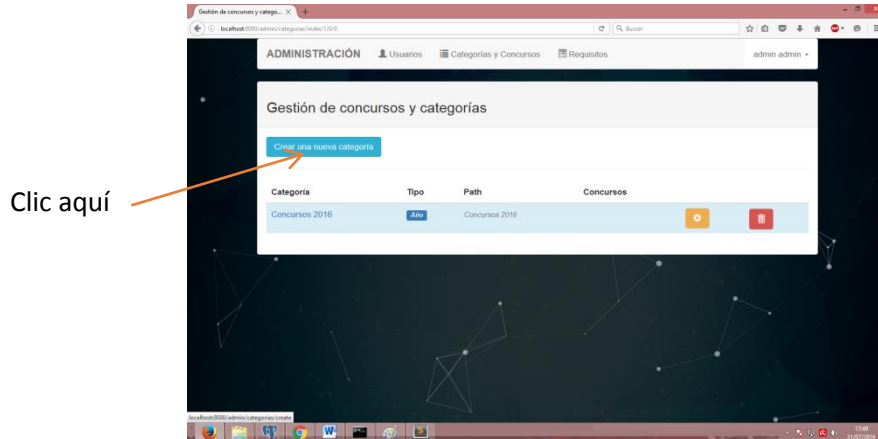 Gestión de concursos y catego...
localhost:8000/admin/categorias/index/1/0/0
Buscar
ADMINISTRACIÓN Usuarios Categorías y Concursos Requisitos admin admin
Gestión de concursos y categorías
Crear una nueva categoría
Clic aquí
Categoría Tipo Path Concursos
Concursos 2016 Año Concursos 2016
localhost:8000/admin/categorias/create
17:49